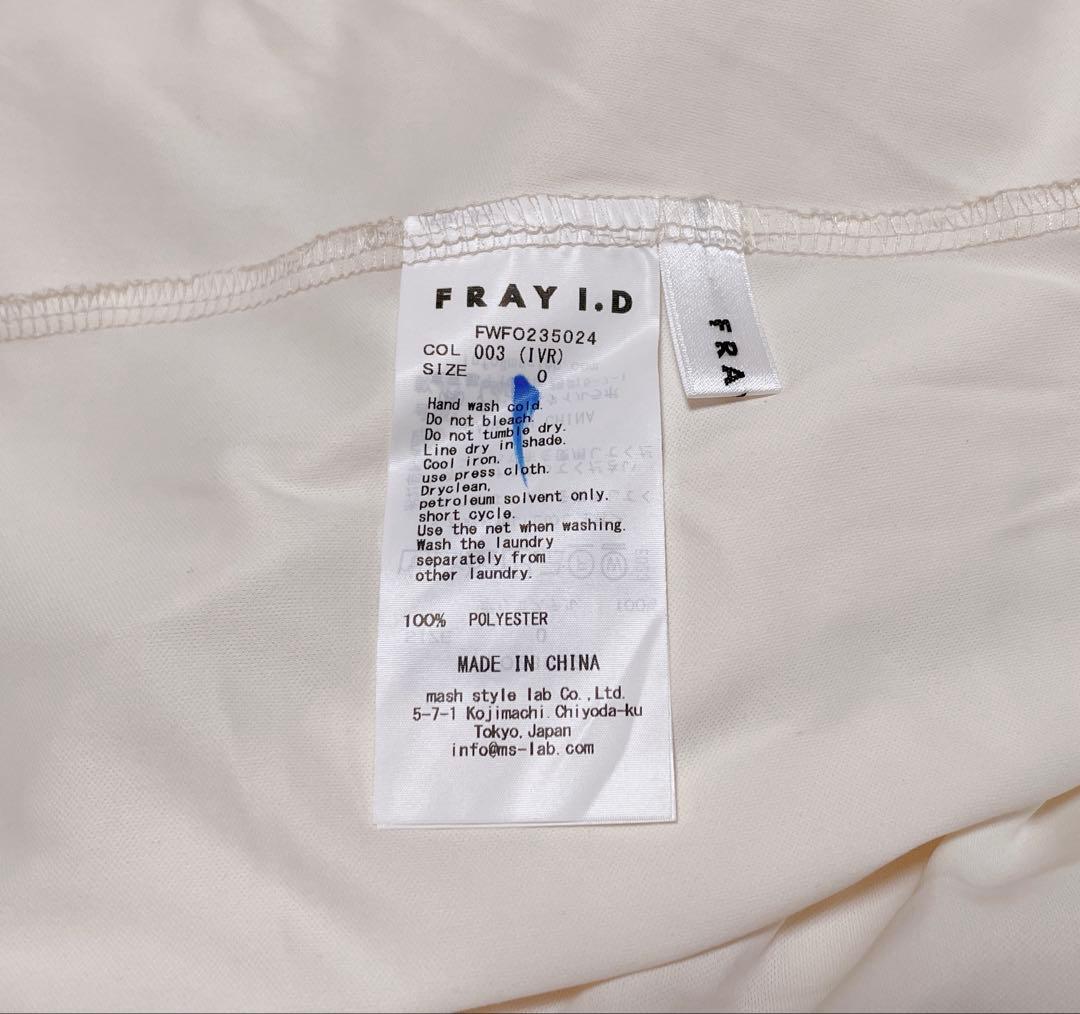 FRAY I.D
FWFO235024
COL 003 (IVR)
SIZE 0
Hand wash cold.
Do not bleach.
Do not tumble dry.
Line dry in shade.
Cool iron.
use press cloth.
Dryclean,
petroleum solvent only.
short cycle.
Use the net when washing.
Wash the laundry
separately from
other laundry.
100% POLYESTER
MADE IN CHINA
mash style lab Co.,Ltd.
5-7-1 Kojimachi Chiyoda-ku
Tokyo, Japan
info@ms-lab.com
FRA